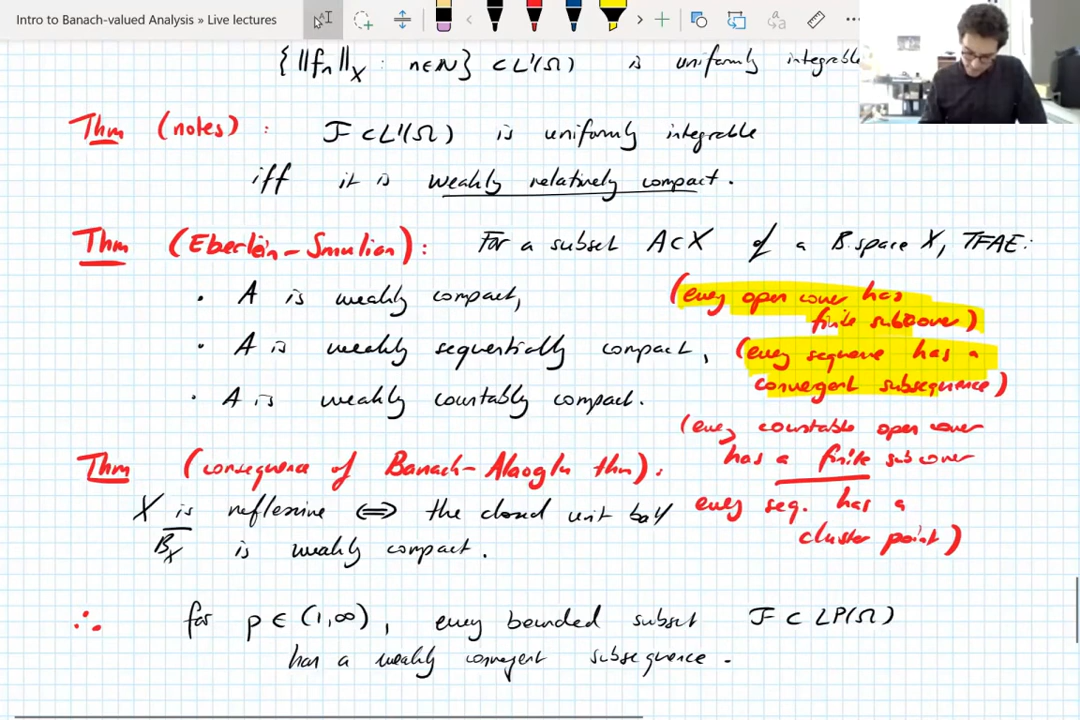 Intro to Banach-valued Analysis » Live lectures
{ ||fₙ||_X : n∈N } ⊂ L¹(Ω) is uniformly integrable
Thm (notes) : F ⊂ L¹(Ω) is uniformly integrable
iff it is weakly relatively compact.
Thm (Eberlein-Smulian) : For a subset A⊂X of a B.space X, TFAE:
• A is weakly compact, (every open cover has
finite subcover)
• A is weakly sequentially compact, (every sequence has a
convergent subsequence)
• A is weakly countably compact.
(every countable open cover
Thm (consequence of Banach-Alaoglu thm). has a finite subcover
X is reflexive ⟺ the closed unit ball every seq. has a
B_X is weakly compact. cluster point)
∴ for p ∈ (1,∞), every bounded subset F ⊂ LP(Ω)
has a weakly convergent subsequence.